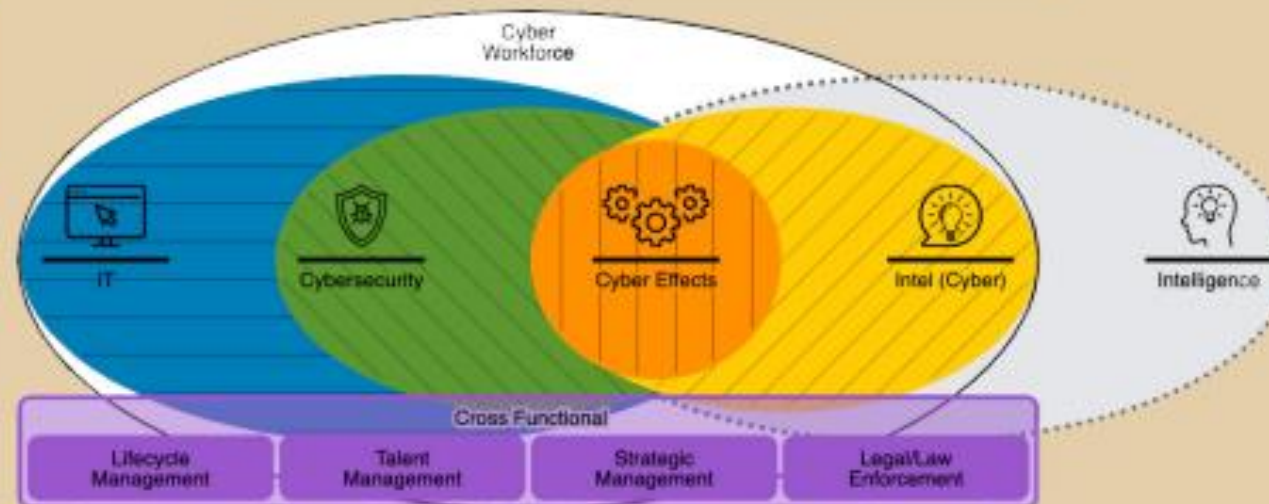 Cyber
Workforce
IT
Cybersecurity
Cyber Effects
Intel (Cyber)
Intelligence
Cross Functional
Lifecycle
Management
Talent
Management
Strategic
Management
Legal/Law
Enforcement